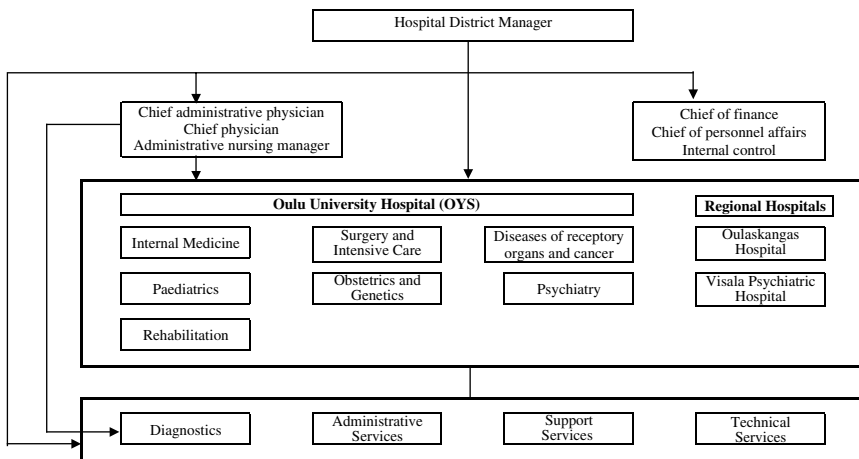 Hospital District Manager
Chief administrative physician
Chief physician
Administrative nursing manager
Chief of finance
Chief of personnel affairs
Internal control
Oulu University Hospital (OYS)
Regional Hospitals
Internal Medicine
Surgery and
Intensive Care
Diseases of receptory
organs and cancer
Oulaskangas
Hospital
Paediatrics
Obstetrics and
Genetics
Psychiatry
Visala Psychiatric
Hospital
Rehabilitation
Diagnostics
Administrative
Services
Support
Services
Technical
Services